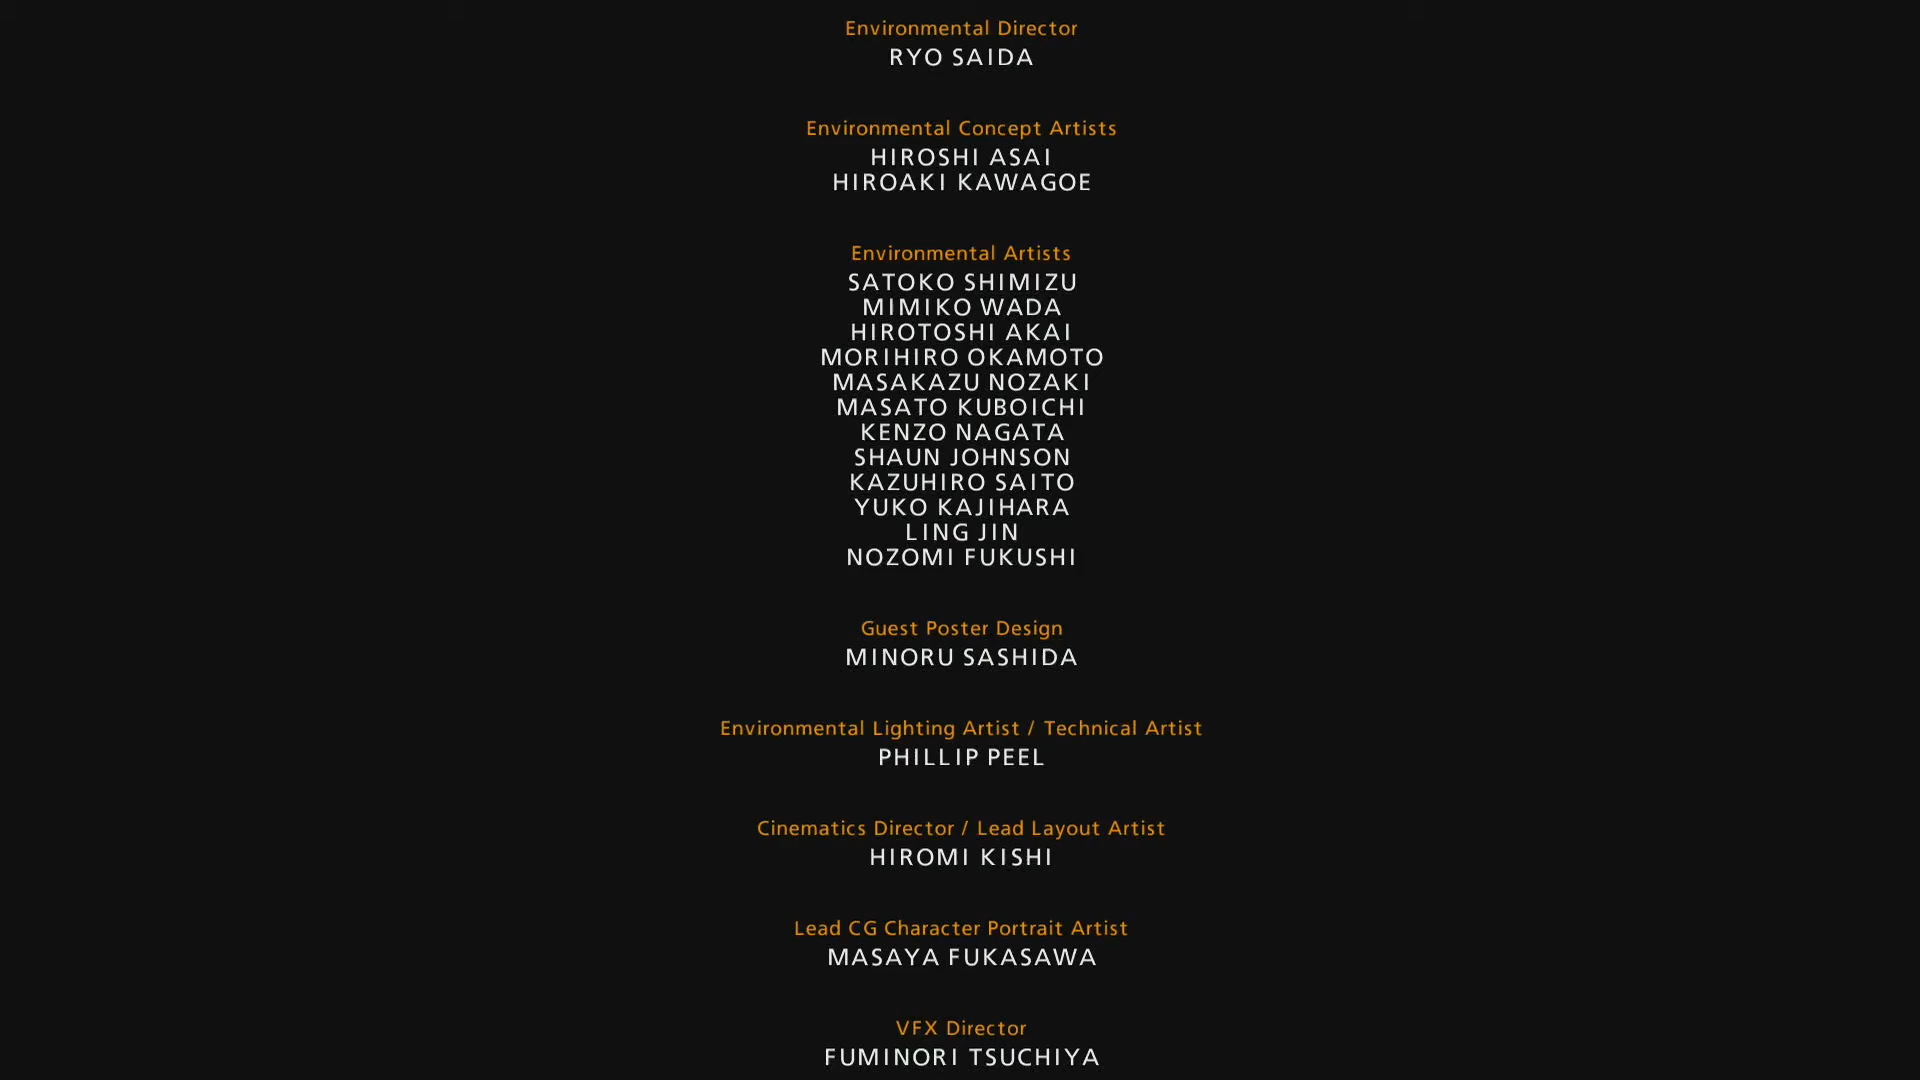 Environmental Director
RYO SAIDA
Environmental Concept Artists
HIROSHI ASAI
HIROAKI KAWAGOE
Environmental Artists
SATOKO SHIMIZU
MIMIKO WADA
HIROTOSHI AKAI
MORIHIRO OKAMOTO
MASAKAZU NOZAKI
MASATO KUBOICHI
KENZO NAGATA
SHAUN JOHNSON
KAZUHIRO SAITO
YUKO KAJIHARA
LING JIN
NOZOMI FUKUSHI
Guest Poster Design
MINORU SASHIDA
Environmental Lighting Artist / Technical Artist
PHILLIP PEEL
Cinematics Director / Lead Layout Artist
HIROMI KISHI
Lead CG Character Portrait Artist
MASAYA FUKASAWA
VFX Director
FUMINORI TSUCHIYA